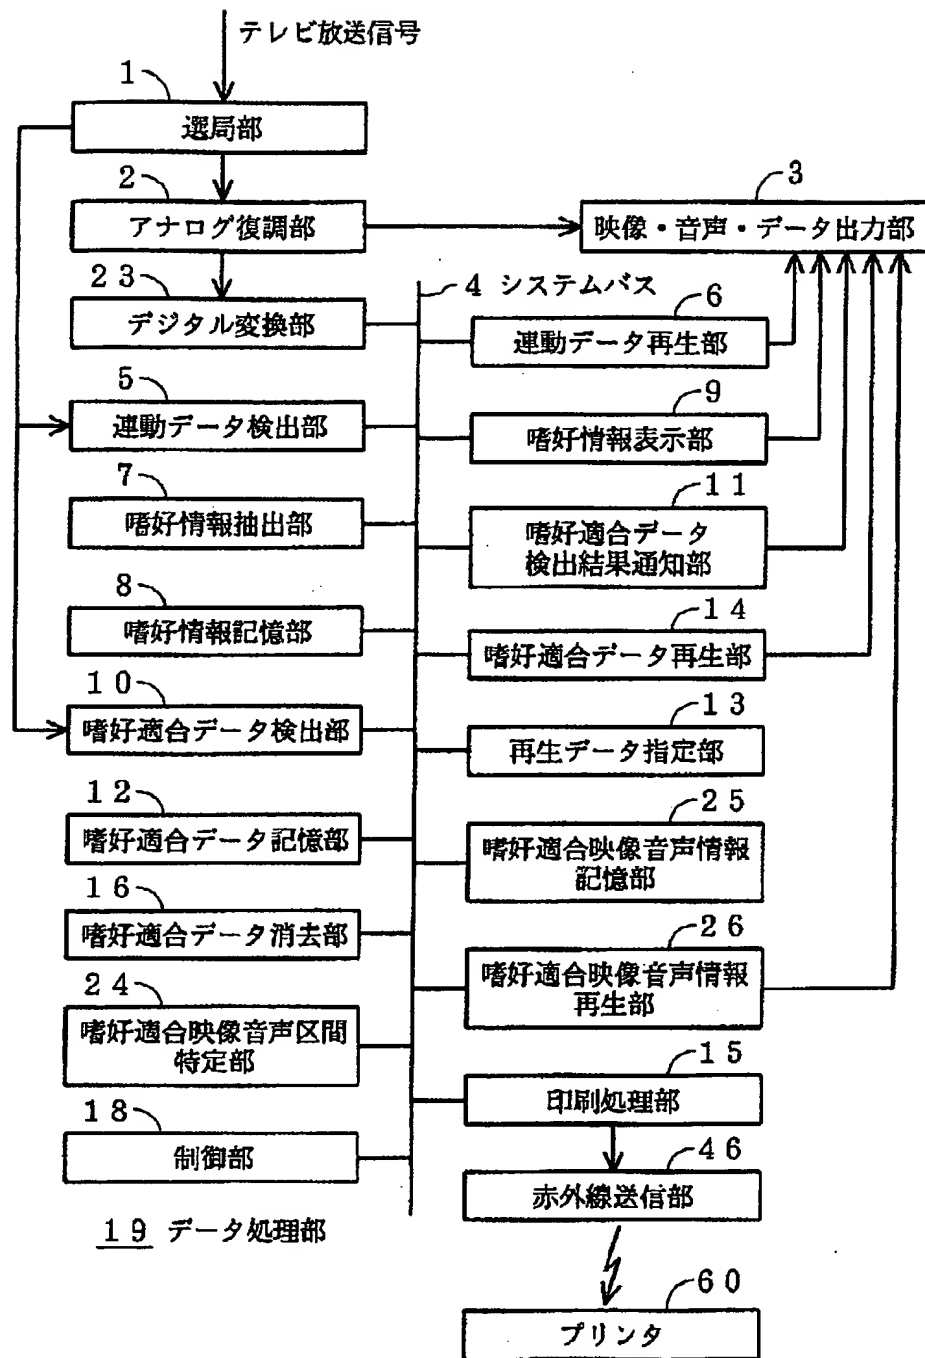 テレビ放送信号
1
選局部
2
アナログ復調部
3
映像・音声・データ出力部
23
デジタル変換部
4 システムバス
6
連動データ再生部
5
連動データ検出部
9
嗜好情報表示部
7
嗜好情報抽出部
11
嗜好適合データ
検出結果通知部
8
嗜好情報記憶部
14
嗜好適合データ再生部
10
嗜好適合データ検出部
13
再生データ指定部
12
嗜好適合データ記憶部
25
嗜好適合映像音声情報
記憶部
16
嗜好適合データ消去部
26
嗜好適合映像音声情報
再生部
24
嗜好適合映像音声区間
特定部
15
印刷処理部
18
制御部
46
赤外線送信部
19 データ処理部
60
プリンタ